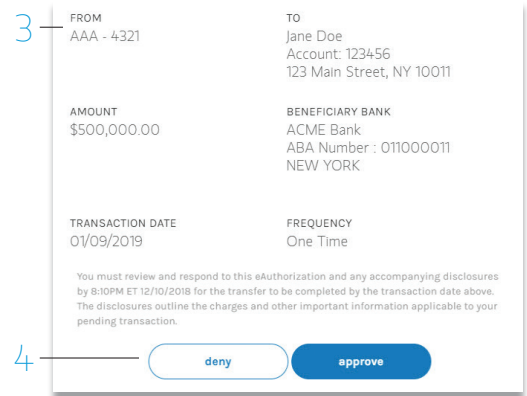 3
FROM
AAA - 4321
TO
Jane Doe
Account: 123456
123 Main Street, NY 10011
AMOUNT
$500,000.00
BENEFICIARY BANK
ACME Bank
ABA Number : 011000011
NEW YORK
TRANSACTION DATE
01/09/2019
FREQUENCY
One Time
You must review and respond to this eAuthorization and any accompanying disclosures
by 8:10PM ET 12/10/2018 for the transfer to be completed by the transaction date above.
The disclosures outline the charges and other important information applicable to your
pending transaction.
4
deny
approve